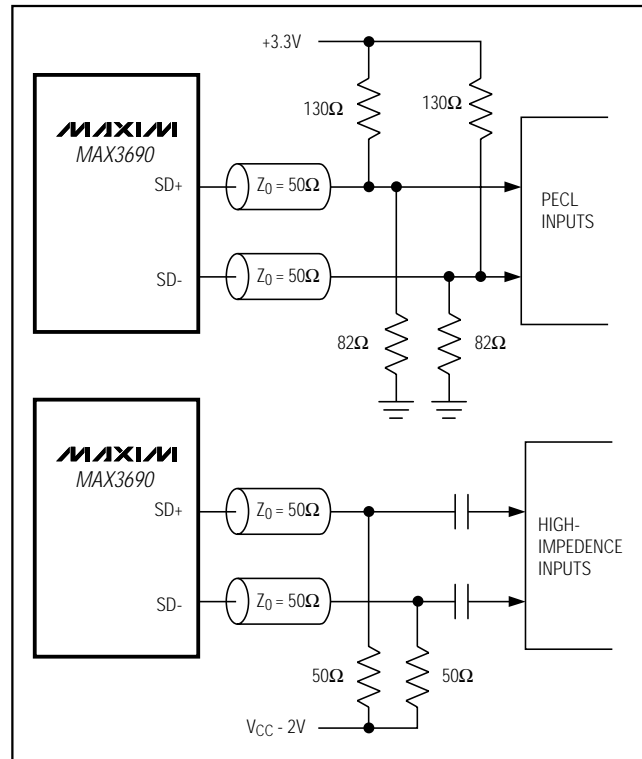 +3.3V
130Ω
130Ω
MAXIM
MAX3690
SD+
Z0 = 50Ω
PECL
INPUTS
SD-
Z0 = 50Ω
82Ω
82Ω
MAXIM
MAX3690
SD+
Z0 = 50Ω
HIGH-
IMPEDENCE
INPUTS
SD-
Z0 = 50Ω
50Ω
50Ω
VCC - 2V